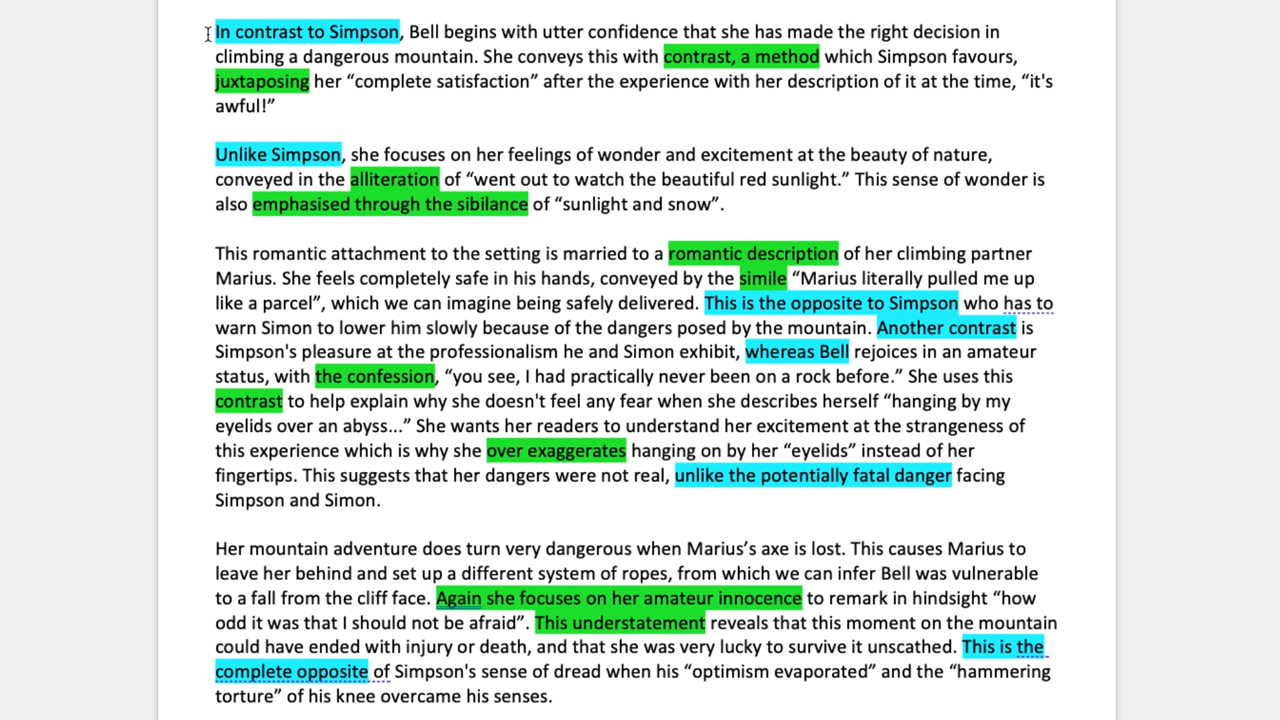 In contrast to Simpson, Bell begins with utter confidence that she has made the right decision in
climbing a dangerous mountain. She conveys this with contrast, a method which Simpson favours,
juxtaposing her “complete satisfaction” after the experience with her description of it at the time, “it's
awful!”
Unlike Simpson, she focuses on her feelings of wonder and excitement at the beauty of nature,
conveyed in the alliteration of “went out to watch the beautiful red sunlight.” This sense of wonder is
also emphasised through the sibilance of “sunlight and snow”.
This romantic attachment to the setting is married to a romantic description of her climbing partner
Marius. She feels completely safe in his hands, conveyed by the simile “Marius literally pulled me up
like a parcel”, which we can imagine being safely delivered. This is the opposite to Simpson who has to
warn Simon to lower him slowly because of the dangers posed by the mountain. Another contrast is
Simpson's pleasure at the professionalism he and Simon exhibit, whereas Bell rejoices in an amateur
status, with the confession, “you see, I had practically never been on a rock before.” She uses this
contrast to help explain why she doesn't feel any fear when she describes herself “hanging by my
eyelids over an abyss...” She wants her readers to understand her excitement at the strangeness of
this experience which is why she over exaggerates hanging on by her “eyelids” instead of her
fingertips. This suggests that her dangers were not real, unlike the potentially fatal danger facing
Simpson and Simon.
Her mountain adventure does turn very dangerous when Marius’s axe is lost. This causes Marius to
leave her behind and set up a different system of ropes, from which we can infer Bell was vulnerable
to a fall from the cliff face. Again she focuses on her amateur innocence to remark in hindsight “how
odd it was that I should not be afraid”. This understatement reveals that this moment on the mountain
could have ended with injury or death, and that she was very lucky to survive it unscathed. This is the
complete opposite of Simpson's sense of dread when his “optimism evaporated” and the “hammering
torture” of his knee overcame his senses.